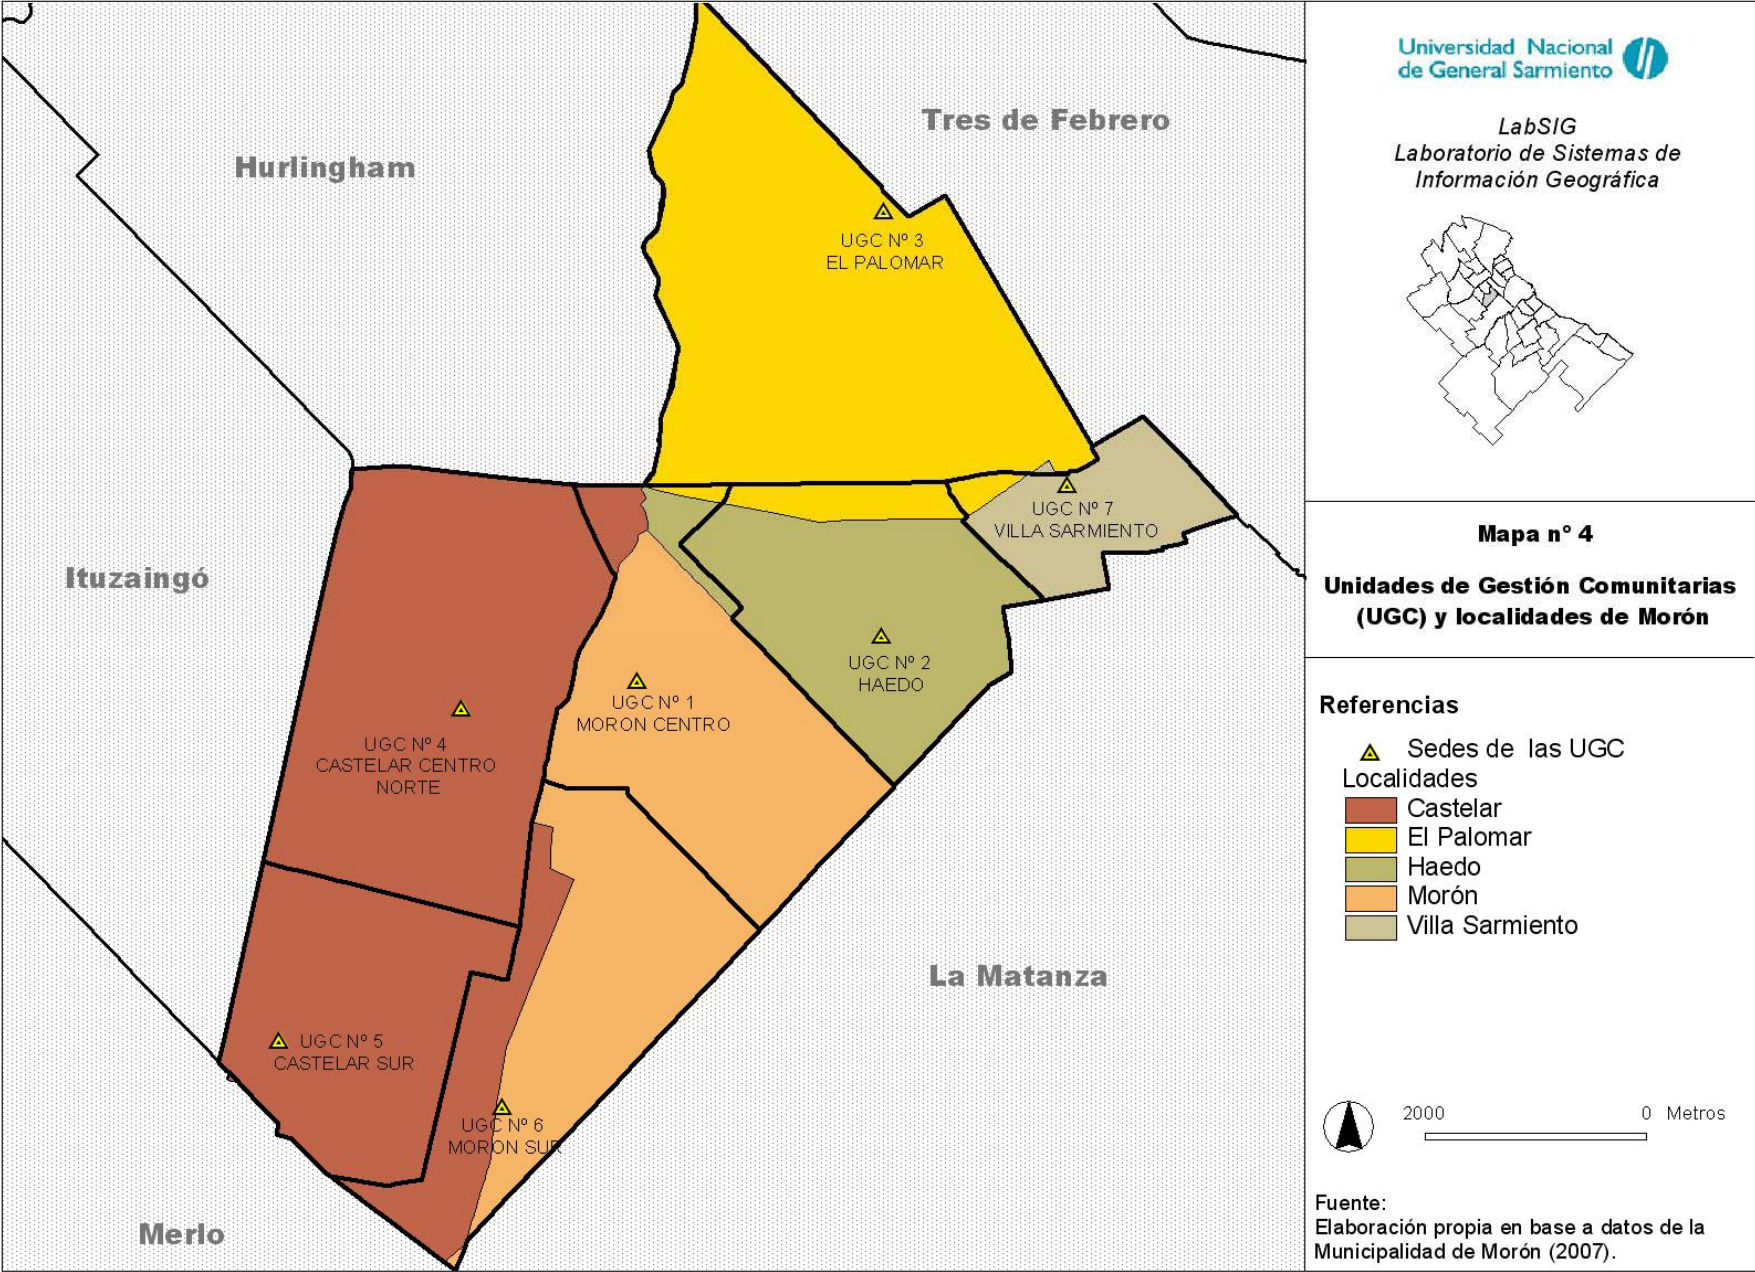 Universidad Nacional
de General Sarmiento
LabSIG
Laboratorio de Sistemas de
Información Geográfica
Mapa n° 4
Unidades de Gestión Comunitarias
(UGC) y localidades de Morón
Referencias
Sedes de las UGC
Localidades
Castelar
El Palomar
Haedo
Morón
Villa Sarmiento
2000 0 Metros
Fuente:
Elaboración propia en base a datos de la
Municipalidad de Morón (2007).
Hurlingham
Tres de Febrero
UGC Nº 3
EL PALOMAR
UGC Nº 7
VILLA SARMIENTO
Ituzaingó
UGC Nº 2
HAEDO
UGC Nº 1
MORON CENTRO
UGC Nº 4
CASTELAR CENTRO
NORTE
La Matanza
UGC Nº 5
CASTELAR SUR
UGC Nº 6
MORON SUR
Merlo